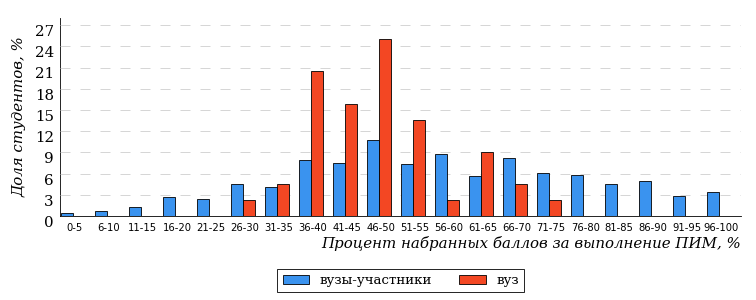 Доля студентов, %
27
24
21
18
15
12
9
6
3
0
0-5 6-10 11-15 16-20 21-25 26-30 31-35 36-40 41-45 46-50 51-55 56-60 61-65 66-70 71-75 76-80 81-85 86-90 91-95 96-100
Процент набранных баллов за выполнение ПИМ, %
вузы-участники вуз